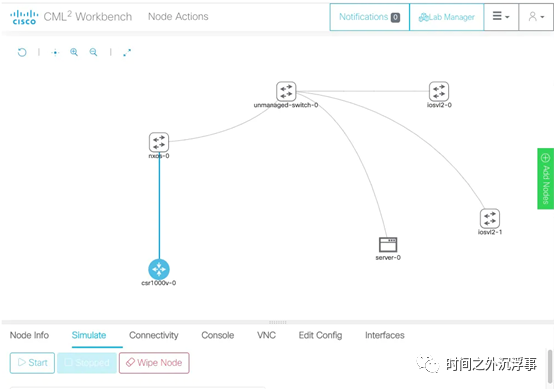 CISCO
CML² Workbench
Node Actions
Notifications 0
Lab Manager
unmanaged-switch-0
iosvl2-0
nxos-0
Add Nodes
iosvl2-1
server-0
csr1000v-0
Node Info Simulate Connectivity Console VNC Edit Config Interfaces
Start Stopped Wipe Node
时间之外沉浮事